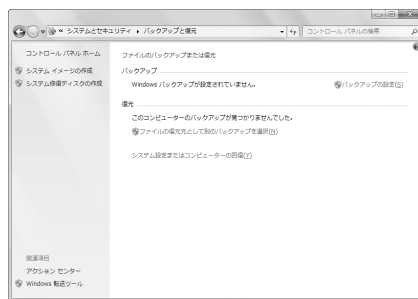 « システムとセキュリティ ▸ バックアップと復元
コントロール パネルの検索
コントロール パネル ホーム
システム イメージの作成
システム修復ディスクの作成
ファイルのバックアップまたは復元
バックアップ
Windows バックアップが設定されていません。
バックアップの設定(S)
復元
このコンピューターのバックアップが見つかりませんでした。
ファイルの復元元として別のバックアップを選択(N)
システム設定またはコンピューターの回復(Y)
関連項目
アクション センター
Windows 転送ツール